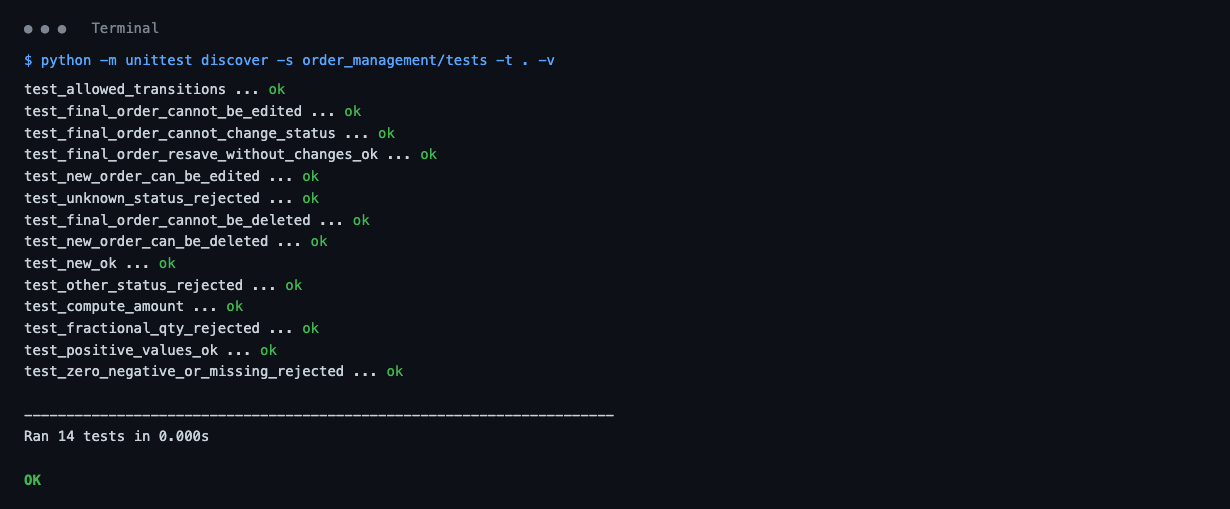 Terminal
$ python -m unittest discover -s order_management/tests -t . -v
test_allowed_transitions ... ok
test_final_order_cannot_be_edited ... ok
test_final_order_cannot_change_status ... ok
test_final_order_resave_without_changes_ok ... ok
test_new_order_can_be_edited ... ok
test_unknown_status_rejected ... ok
test_final_order_cannot_be_deleted ... ok
test_new_order_can_be_deleted ... ok
test_new_ok ... ok
test_other_status_rejected ... ok
test_compute_amount ... ok
test_fractional_qty_rejected ... ok
test_positive_values_ok ... ok
test_zero_negative_or_missing_rejected ... ok
----------------------------------------------------------------------
Ran 14 tests in 0.000s
OK